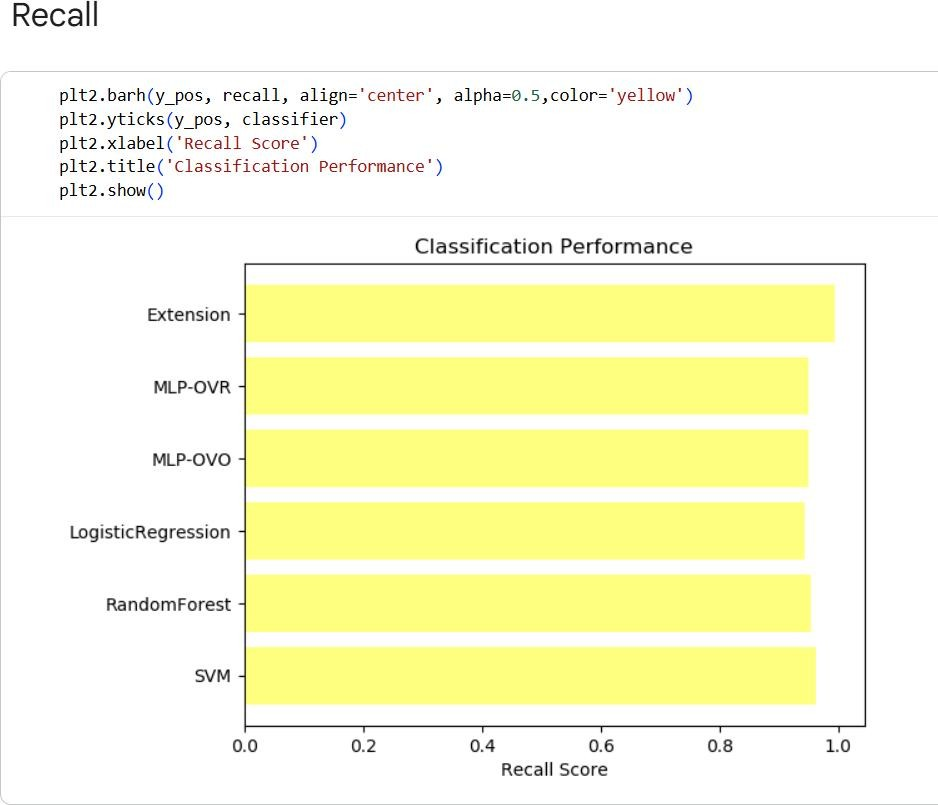 Recall
plt2.barh(y_pos, recall, align='center', alpha=0.5,color='yellow')
plt2.yticks(y_pos, classifier)
plt2.xlabel('Recall Score')
plt2.title('Classification Performance')
plt2.show()
Classification Performance
Extension
MLP-OVR
MLP-OVO
LogisticRegression
RandomForest
SVM
0.0 0.2 0.4 0.6 0.8 1.0
Recall Score